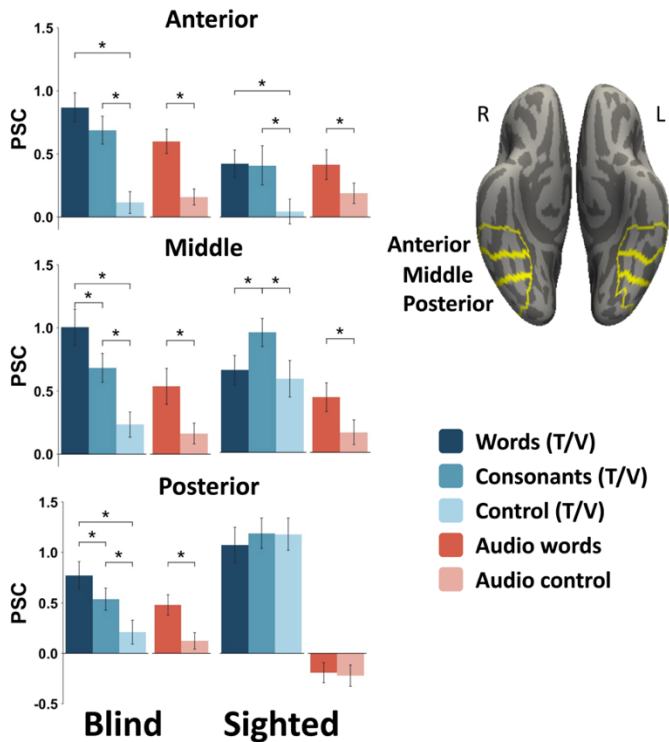 Anterior
1.5
1.0
0.5
0.0
PSC
*
*
*
*
*
*
R
L
Anterior
Middle
Posterior
Middle
1.5
1.0
0.5
0.0
PSC
*
*
*
*
*
*
*
Words (T/V)
Consonants (T/V)
Control (T/V)
Audio words
Audio control
Posterior
1.5
1.0
0.5
0.0
-0.5
PSC
*
*
*
*
Blind
Sighted